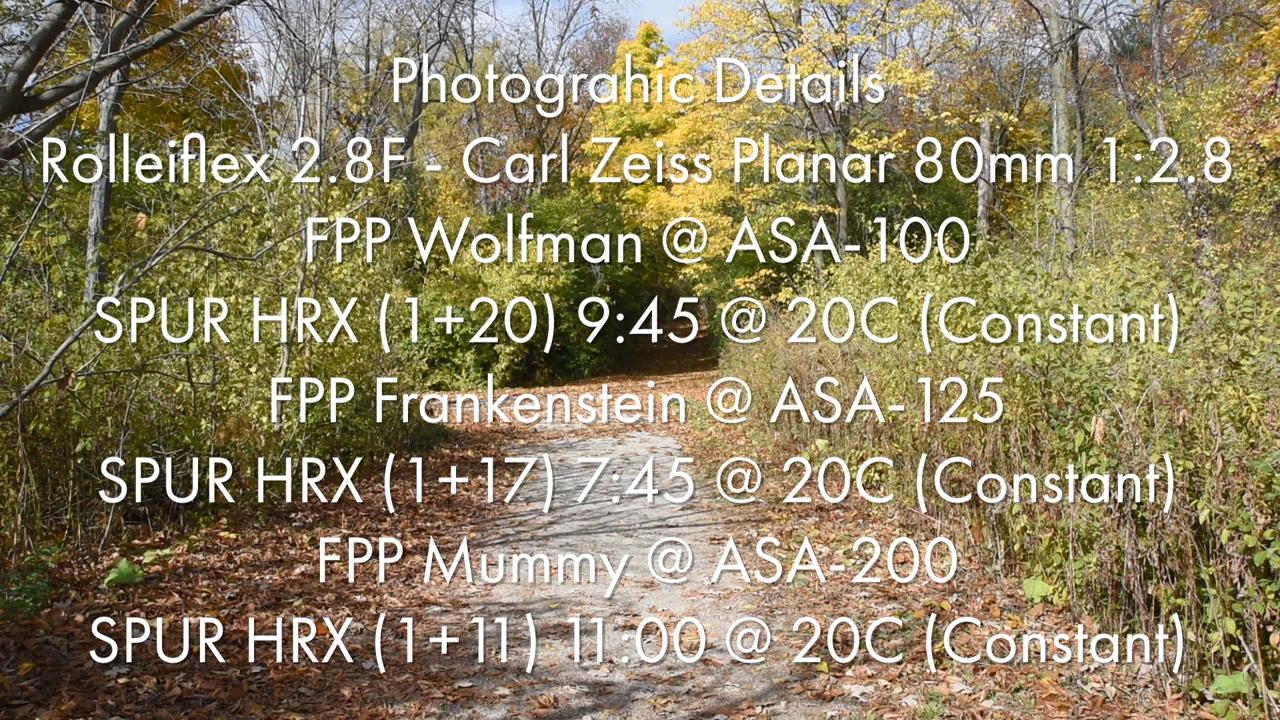 Photograhic Details
Rolleiflex 2.8F - Carl Zeiss Planar 80mm 1:2.8
FPP Wolfman @ ASA-100
SPUR HRX (1+20) 9:45 @ 20C (Constant)
FPP Frankenstein @ ASA-125
SPUR HRX (1+17) 7:45 @ 20C (Constant)
FPP Mummy @ ASA-200
SPUR HRX (1+11) 11:00 @ 20C (Constant)